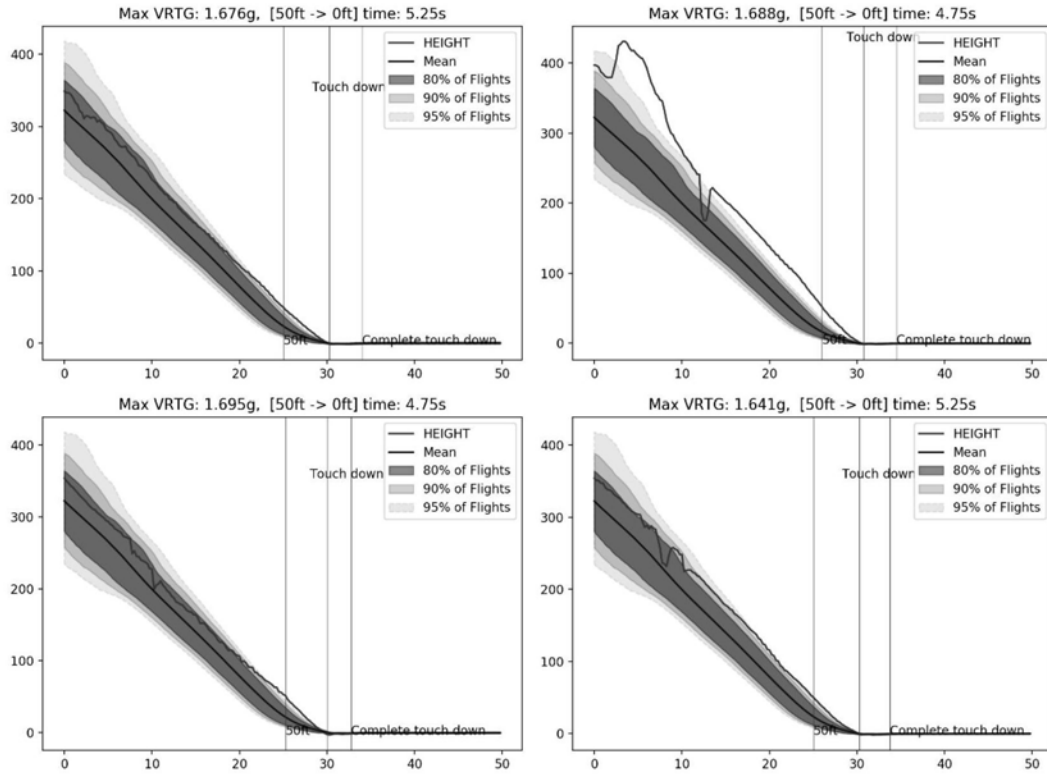 Max VRTG: 1.676g, [50ft -> 0ft] time: 5.25s
400
300
200
100
0
HEIGHT
Mean
80% of Flights
90% of Flights
95% of Flights
Touch down
50ft
Complete touch down
0 10 20 30 40 50
Max VRTG: 1.688g, [50ft -> 0ft] time: 4.75s
Touch down
400
300
200
100
0
HEIGHT
Mean
80% of Flights
90% of Flights
95% of Flights
50ft
Complete touch down
0 10 20 30 40 50
Max VRTG: 1.695g, [50ft -> 0ft] time: 4.75s
400
300
200
100
0
HEIGHT
Mean
80% of Flights
90% of Flights
95% of Flights
Touch down
50ft
Complete touch down
0 10 20 30 40 50
Max VRTG: 1.641g, [50ft -> 0ft] time: 5.25s
400
300
200
100
0
HEIGHT
Mean
80% of Flights
90% of Flights
95% of Flights
Touch down
50ft
Complete touch down
0 10 20 30 40 50